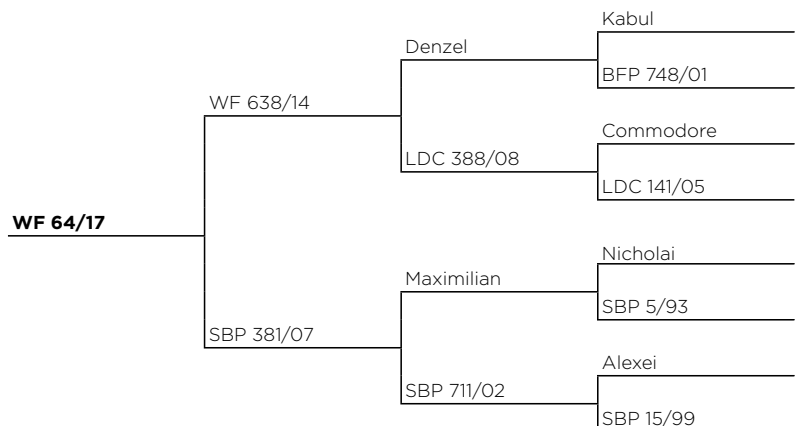 Kabul
Denzel
BFP 748/01
WF 638/14
Commodore
LDC 388/08
LDC 141/05
WF 64/17
Nicholai
Maximilian
SBP 5/93
SBP 381/07
Alexei
SBP 711/02
SBP 15/99